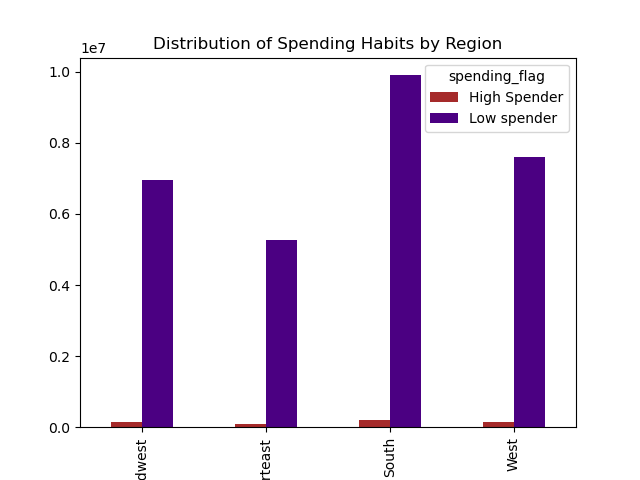 Distribution of Spending Habits by Region
1e7
spending_flag
High Spender
Low spender
1.0
0.8
0.6
0.4
0.2
0.0
dwest
rteast
South
West